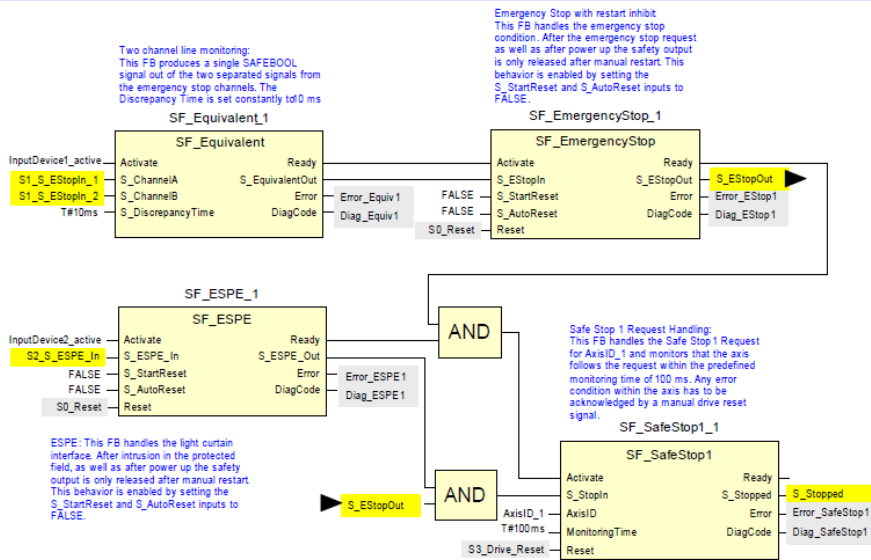 Two channel line monitoring:
This FB produces a single SAFEBOOL
signal out of the two separated signals from
the emergency stop channels. The
Discrepancy Time is set constantly to10 ms
SF_Equivalent_1
SF_Equivalent
InputDevice1_active
Activate
Ready
S1_S_EStopIn_1
S_ChannelA
S_EquivalentOut
S1_S_EStopIn_2
S_ChannelB
Error
Error_Equiv1
T#10ms
S_DiscrepancyTime
DiagCode
Diag_Equiv1
Emergency Stop with restart inhibit
This FB handles the emergency stop
condition. After the emergency stop request
as well as after power up the safety output
is only released after manual restart. This
behavior is enabled by setting the
S_StartReset and S_AutoReset inputs to
FALSE.
SF_EmergencyStop_1
SF_EmergencyStop
Activate
Ready
S_EStopIn
S_EStopOut
S_EStopOut
FALSE
S_StartReset
Error
Error_EStop1
FALSE
S_AutoReset
DiagCode
Diag_EStop1
S0_Reset
Reset
SF_ESPE_1
SF_ESPE
InputDevice2_active
Activate
Ready
S2_S_ESPE_In
S_ESPE_In
S_ESPE_Out
FALSE
S_StartReset
Error
Error_ESPE1
FALSE
S_AutoReset
DiagCode
Diag_ESPE1
S0_Reset
Reset
AND
Safe Stop 1 Request Handling:
This FB handles the Safe Stop1 Request
for AxisID_1 and monitors that the axis
follows the request within the predefined
monitoring time of 100 ms. Any error
condition within the axis has to be
acknowledged by a manual drive reset
signal.
ESPE: This FB handles the light curtain
interface. After intrusion in the protected
field, as well as after power up the safety
output is only released after manual restart.
This behavior is enabled by setting the
S_StartReset and S_AutoReset inputs to
FALSE.
S_EStopOut
AND
SF_SafeStop1_1
SF_SafeStop1
Activate
Ready
S_StopIn
S_Stopped
S_Stopped
AxisID_1
AxisID
Error
Error_SafeStop1
T#100ms
MonitoringTime
DiagCode
Diag_SafeStop1
S3_Drive_Reset
Reset